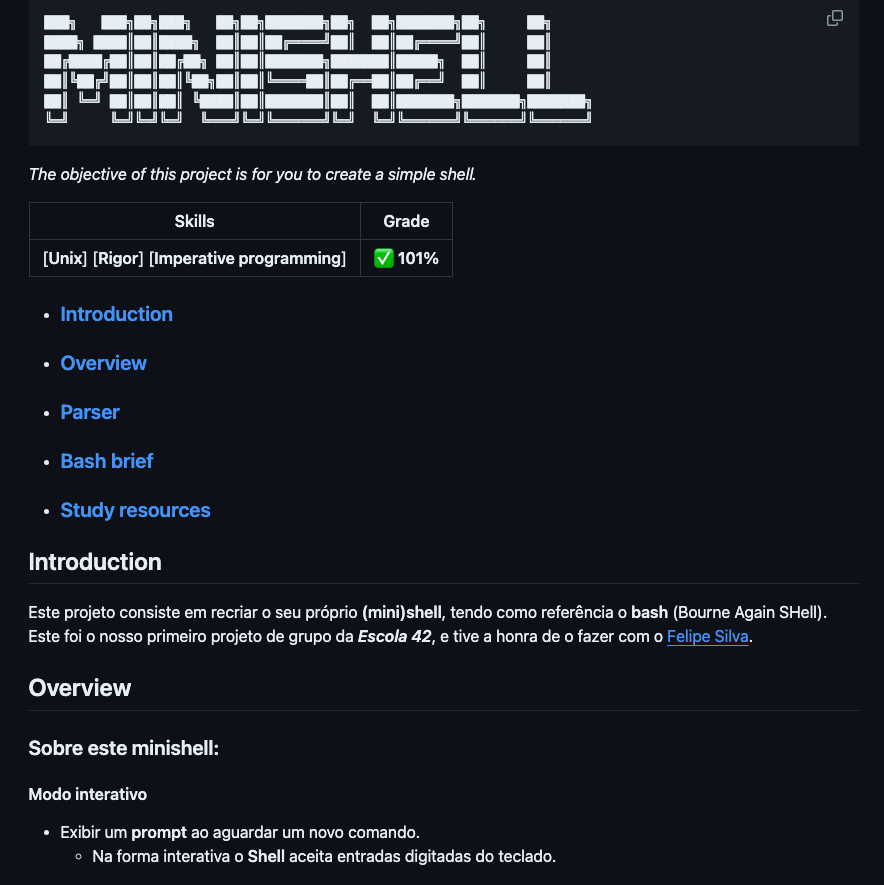 MINISHELL
The objective of this project is for you to create a simple shell.
Skills Grade
[Unix] [Rigor] [Imperative programming] ✅ 101%
Introduction
Overview
Parser
Bash brief
Study resources
Introduction
Este projeto consiste em recriar o seu próprio (mini)shell, tendo como referência o bash (Bourne Again SHell).
Este foi o nosso primeiro projeto de grupo da Escola 42, e tive a honra de o fazer com o Felipe Silva.
Overview
Sobre este minishell:
Modo interativo
Exibir um prompt ao aguardar um novo comando.
Na forma interativa o Shell aceita entradas digitadas do teclado.